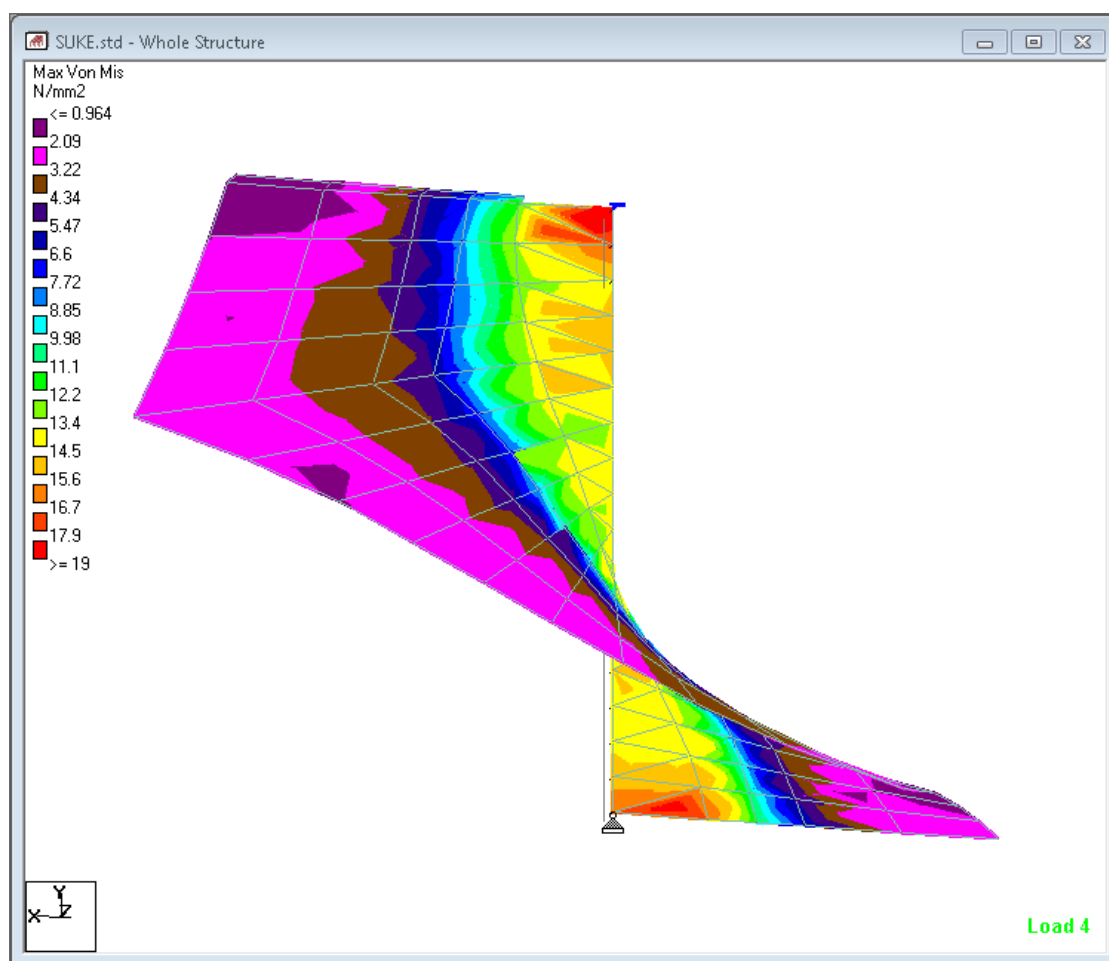 SUKE.std - Whole Structure
Max Von Mis
N/mm2
<= 0.964
2.09
3.22
4.34
5.47
6.6
7.72
8.85
9.98
11.1
12.2
13.4
14.5
15.6
16.7
17.9
>= 19
Y
X
Z
Load 4